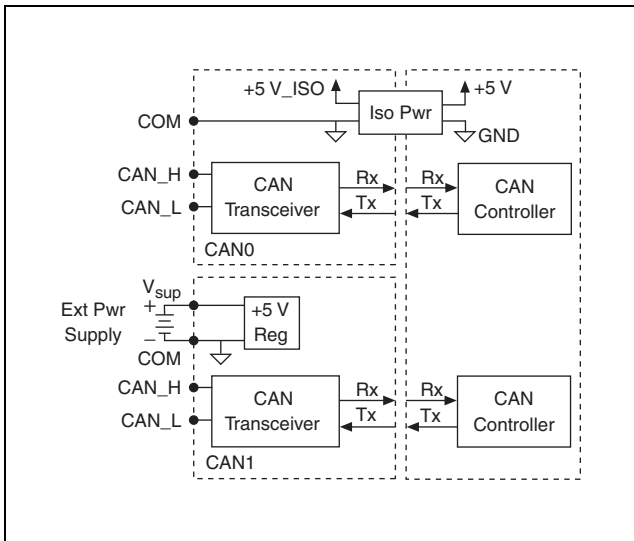 +5 V_ISO
Iso Pwr
+5 V
COM
GND
CAN_H
CAN_L
CAN
Transceiver
Rx
Tx
Rx
Tx
CAN
Controller
CAN0
Vsup
Ext Pwr
Supply
+
–
+5 V
Reg
COM
CAN_H
CAN_L
CAN
Transceiver
Rx
Tx
Rx
Tx
CAN
Controller
CAN1